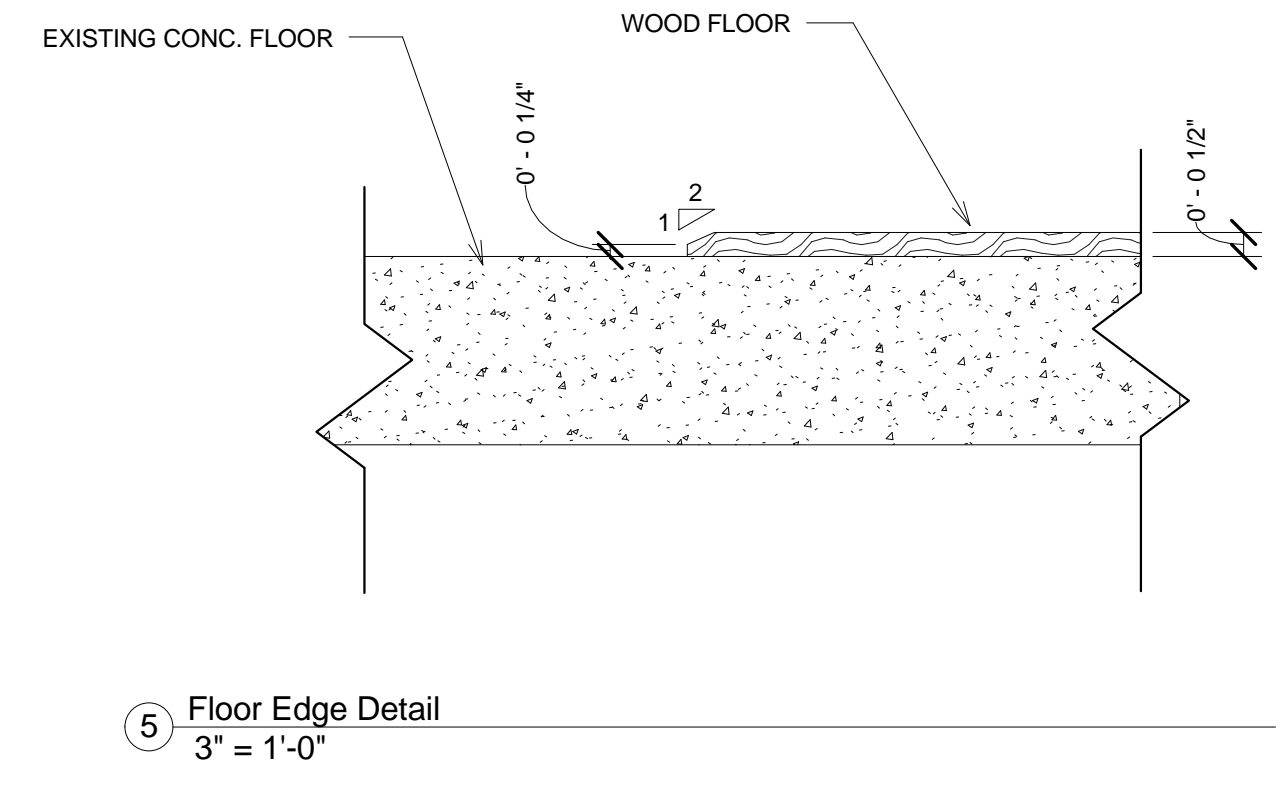 EXISTING CONC. FLOOR
WOOD FLOOR
0' - 0 1/4"
0' - 0 1/2"
2
1
5
Floor Edge Detail
3" = 1'-0"